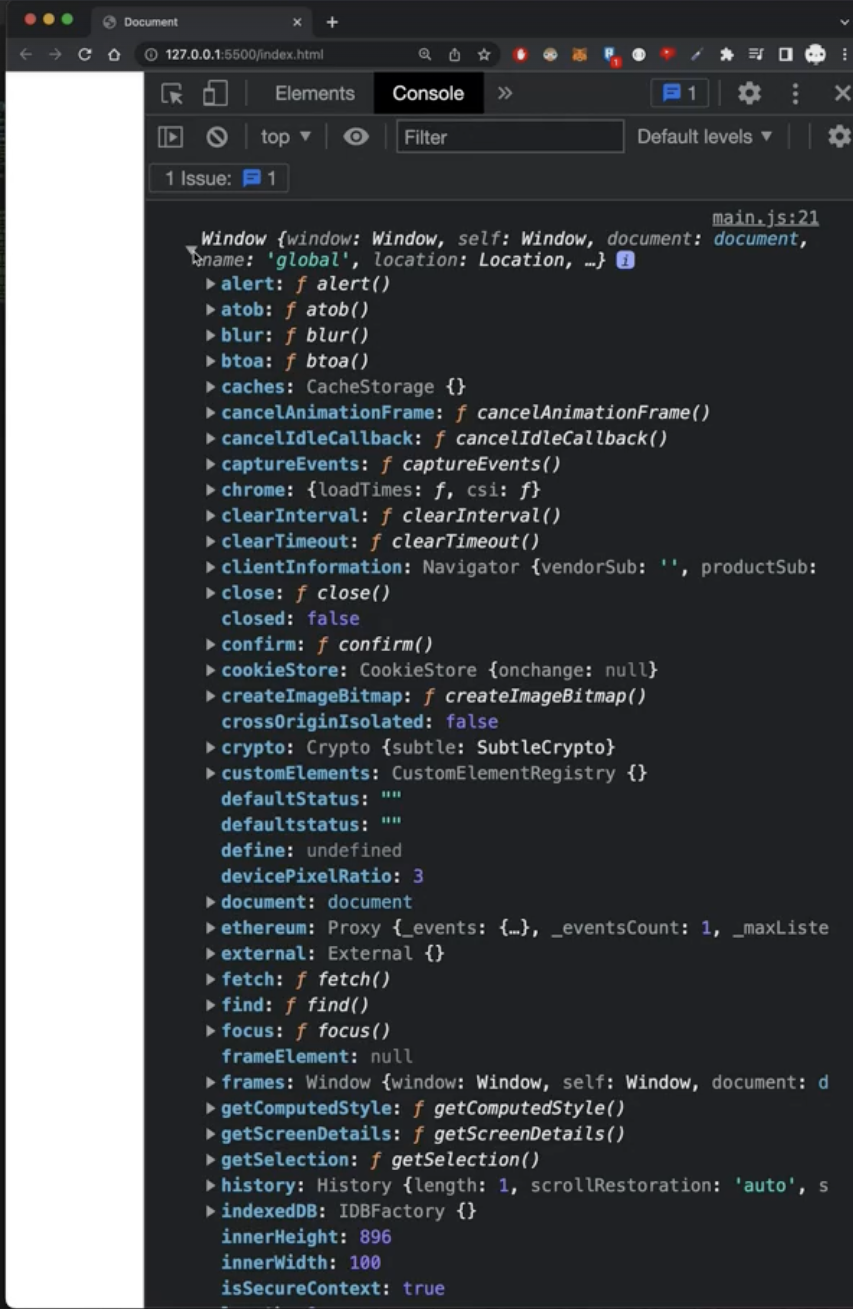 Document
127.0.0.1:5500/index.html
1
Elements Console » 1
top Filter Default levels
1 Issue: 1
main.js:21
Window {window: Window, self: Window, document: document,
name: 'global', location: Location, …} i
alert: ƒ alert()
atob: ƒ atob()
blur: ƒ blur()
btoa: ƒ btoa()
caches: CacheStorage {}
cancelAnimationFrame: ƒ cancelAnimationFrame()
cancelIdleCallback: ƒ cancelIdleCallback()
captureEvents: ƒ captureEvents()
chrome: {loadTimes: ƒ, csi: ƒ}
clearInterval: ƒ clearInterval()
clearTimeout: ƒ clearTimeout()
clientInformation: Navigator {vendorSub: '', productSub:
close: ƒ close()
closed: false
confirm: ƒ confirm()
cookieStore: CookieStore {onchange: null}
createImageBitmap: ƒ createImageBitmap()
crossOriginIsolated: false
crypto: Crypto {subtle: SubtleCrypto}
customElements: CustomElementRegistry {}
defaultStatus: ""
defaultstatus: ""
define: undefined
devicePixelRatio: 3
document: document
ethereum: Proxy {_events: {…}, _eventsCount: 1, _maxListe
external: External {}
fetch: ƒ fetch()
find: ƒ find()
focus: ƒ focus()
frameElement: null
frames: Window {window: Window, self: Window, document: d
getComputedStyle: ƒ getComputedStyle()
getScreenDetails: ƒ getScreenDetails()
getSelection: ƒ getSelection()
history: History {length: 1, scrollRestoration: 'auto', s
indexedDB: IDBFactory {}
innerHeight: 896
innerWidth: 100
isSecureContext: true